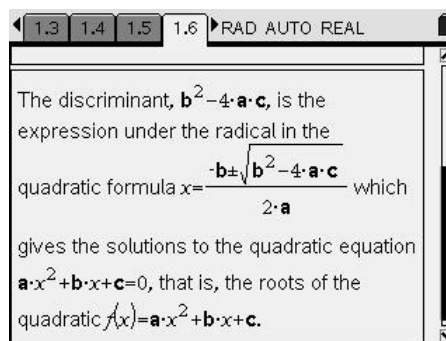 1.3 1.4 1.5 1.6 RAD AUTO REAL
The discriminant, b²−4·a·c, is the
expression under the radical in the
quadratic formula x=(-b±√(b²−4·a·c))/(2·a) which
gives the solutions to the quadratic equation
a·x²+b·x+c=0, that is, the roots of the
quadratic f(x)=a·x²+b·x+c.